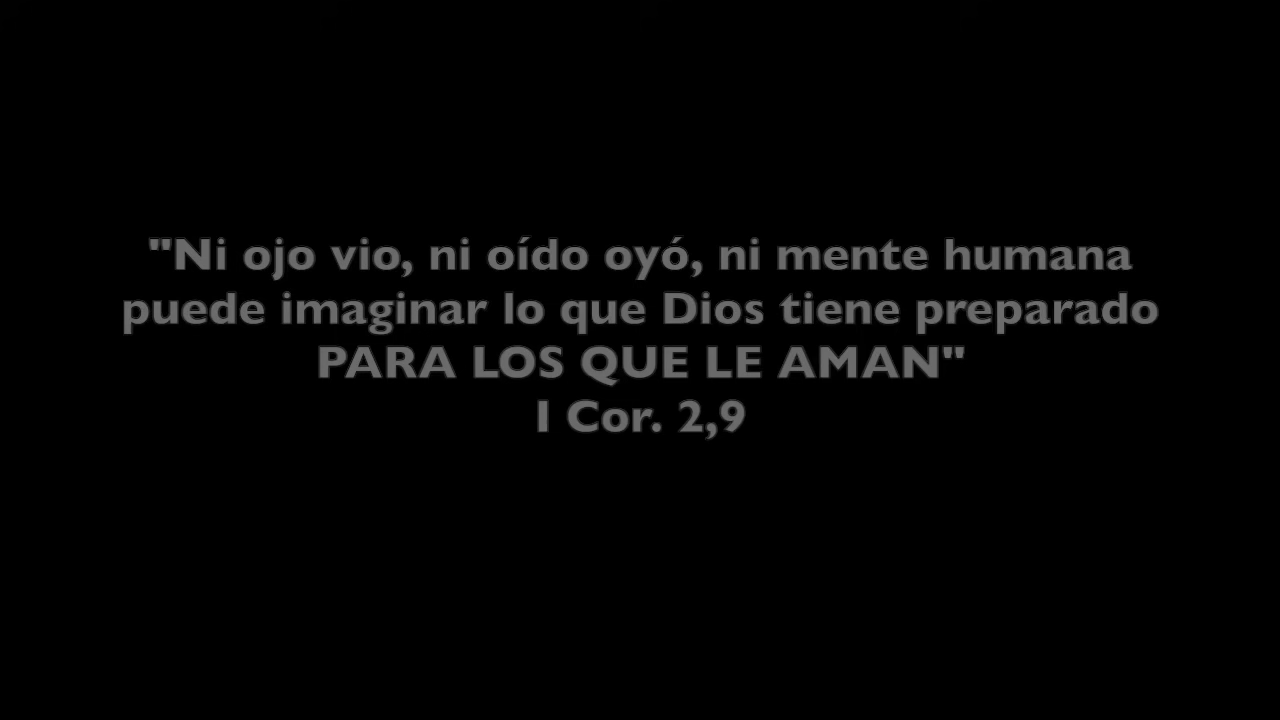 "Ni ojo vio, ni oído oyó, ni mente humana
puede imaginar lo que Dios tiene preparado
PARA LOS QUE LE AMAN"
1 Cor. 2,9